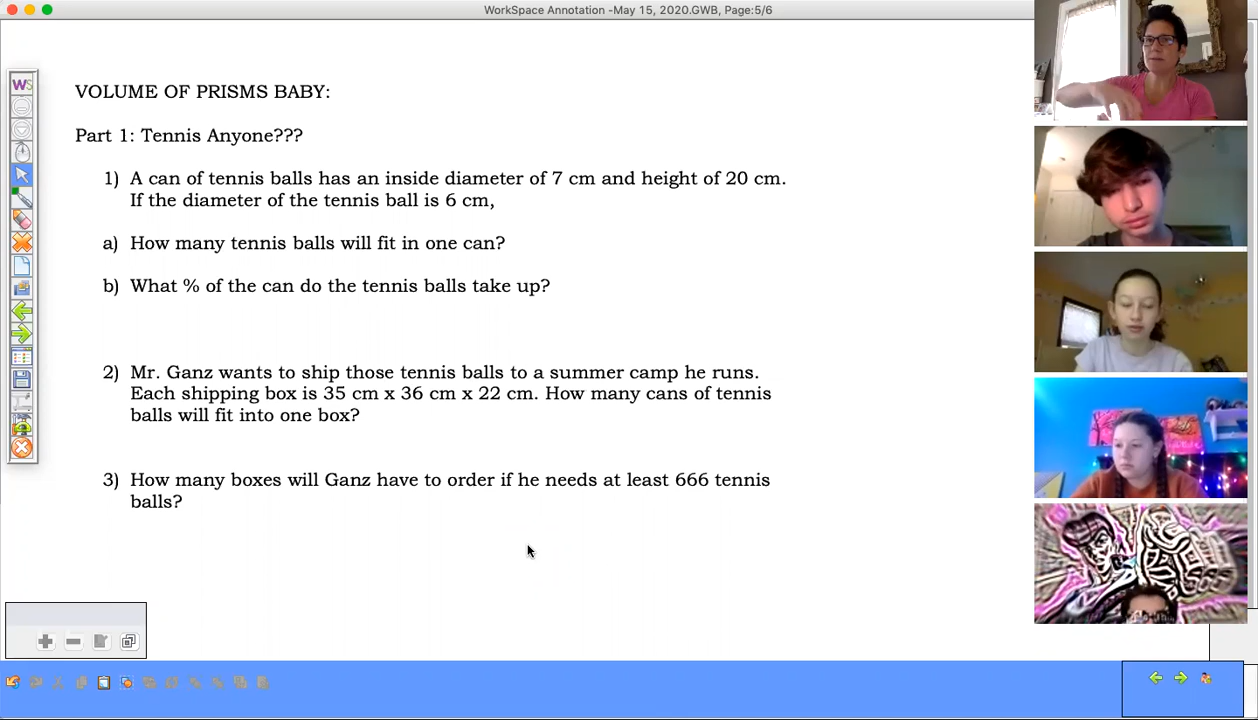 WorkSpace Annotation -May 15, 2020.GWB, Page:5/6
WS
VOLUME OF PRISMS BABY:
Part 1: Tennis Anyone???
1) A can of tennis balls has an inside diameter of 7 cm and height of 20 cm.
If the diameter of the tennis ball is 6 cm,
a) How many tennis balls will fit in one can?
b) What % of the can do the tennis balls take up?
2) Mr. Ganz wants to ship those tennis balls to a summer camp he runs.
Each shipping box is 35 cm x 36 cm x 22 cm. How many cans of tennis
balls will fit into one box?
3) How many boxes will Ganz have to order if he needs at least 666 tennis
balls?